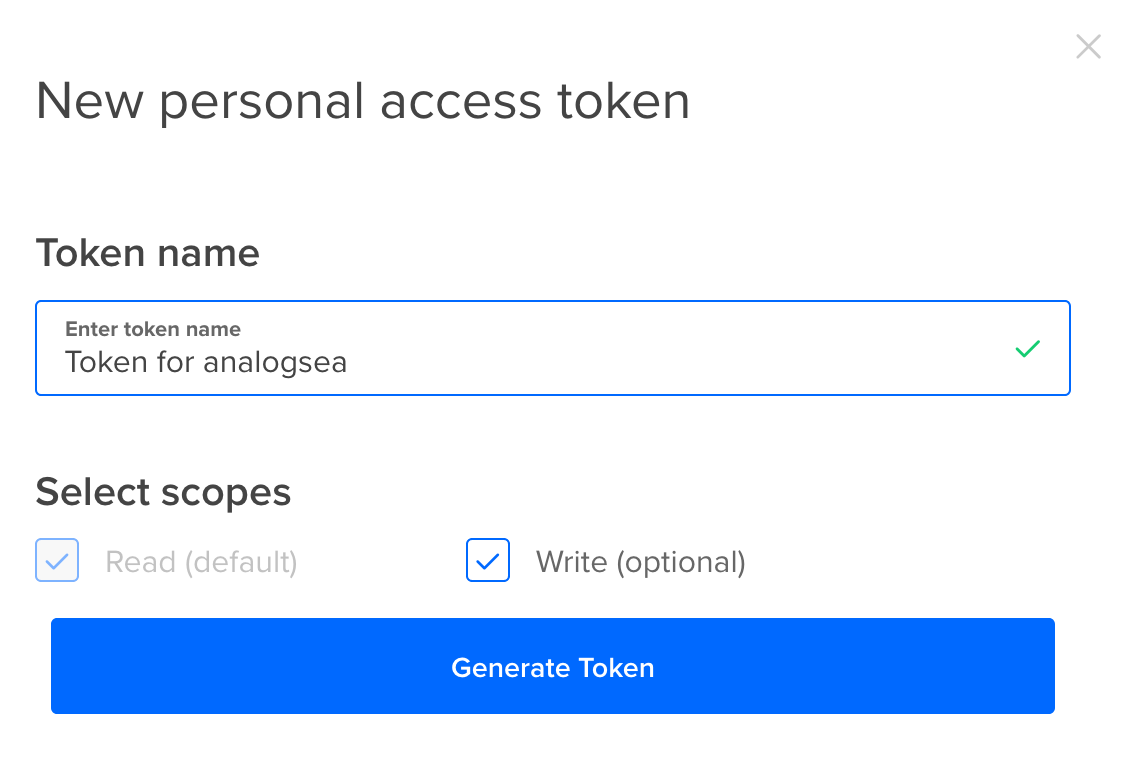 New personal access token
Token name
Enter token name
Token for analogsea
Select scopes
Read (default)
Write (optional)
Generate Token